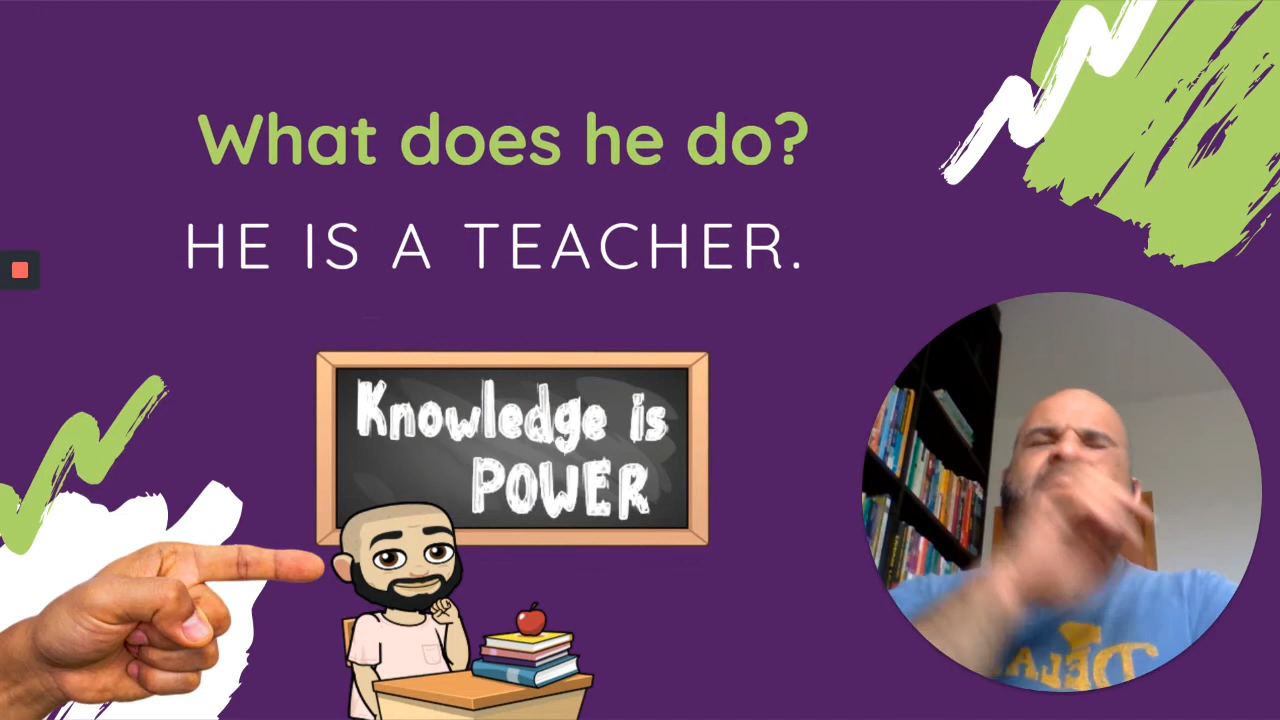 What does he do?
HE IS A TEACHER.
Knowledge is
POWER